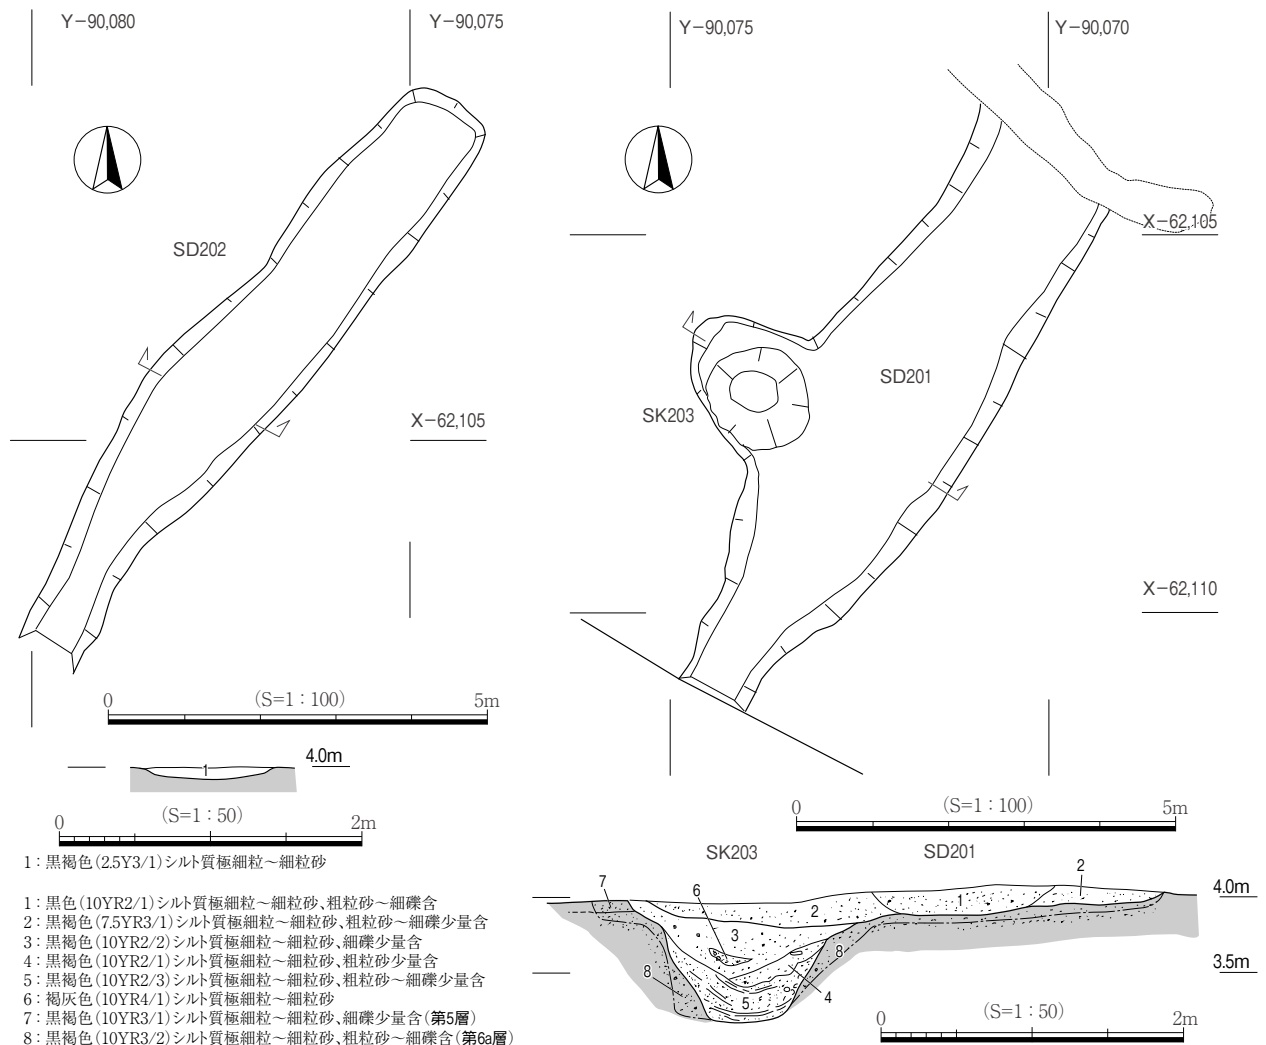 Y－90,080
Y－90,075
Y－90,075
Y－90,070
X－62,105
SD202
SD201
SK203
X－62,105
X－62,110
0 (S=1：100) 5m
4.0m
1
0 (S=1：50) 2m
0 (S=1：100) 5m
1：黒褐色(2.5Y3/1)シルト質極細粒～細粒砂
1：黒色(10YR2/1)シルト質極細粒～細粒砂、粗粒砂～細礫含
2：黒褐色(7.5YR3/1)シルト質極細粒～細粒砂、粗粒砂～細礫少量含
3：黒褐色(10YR2/2)シルト質極細粒～細粒砂、細礫少量含
4：黒褐色(10YR2/1)シルト質極細粒～細粒砂、粗粒砂少量含
5：黒褐色(10YR2/3)シルト質極細粒～細粒砂、粗粒砂～細礫少量含
6：褐灰色(10YR4/1)シルト質極細粒～細粒砂
7：黒褐色(10YR3/1)シルト質極細粒～細粒砂、細礫少量含(第5層)
8：黒褐色(10YR3/2)シルト質極細粒～細粒砂、粗粒砂～細礫含(第6a層)
SK203 SD201
7 6 2
4.0m
2 1
3
8
3.5m
8 5 4
0 (S=1：50) 2m